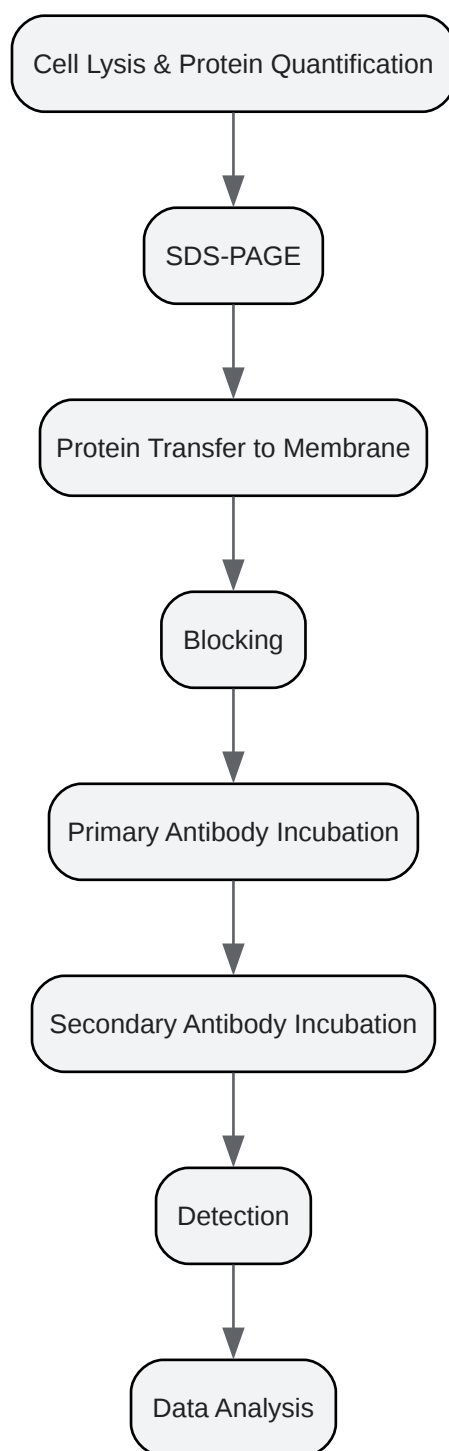 Cell Lysis & Protein Quantification
SDS-PAGE
Protein Transfer to Membrane
Blocking
Primary Antibody Incubation
Secondary Antibody Incubation
Detection
Data Analysis